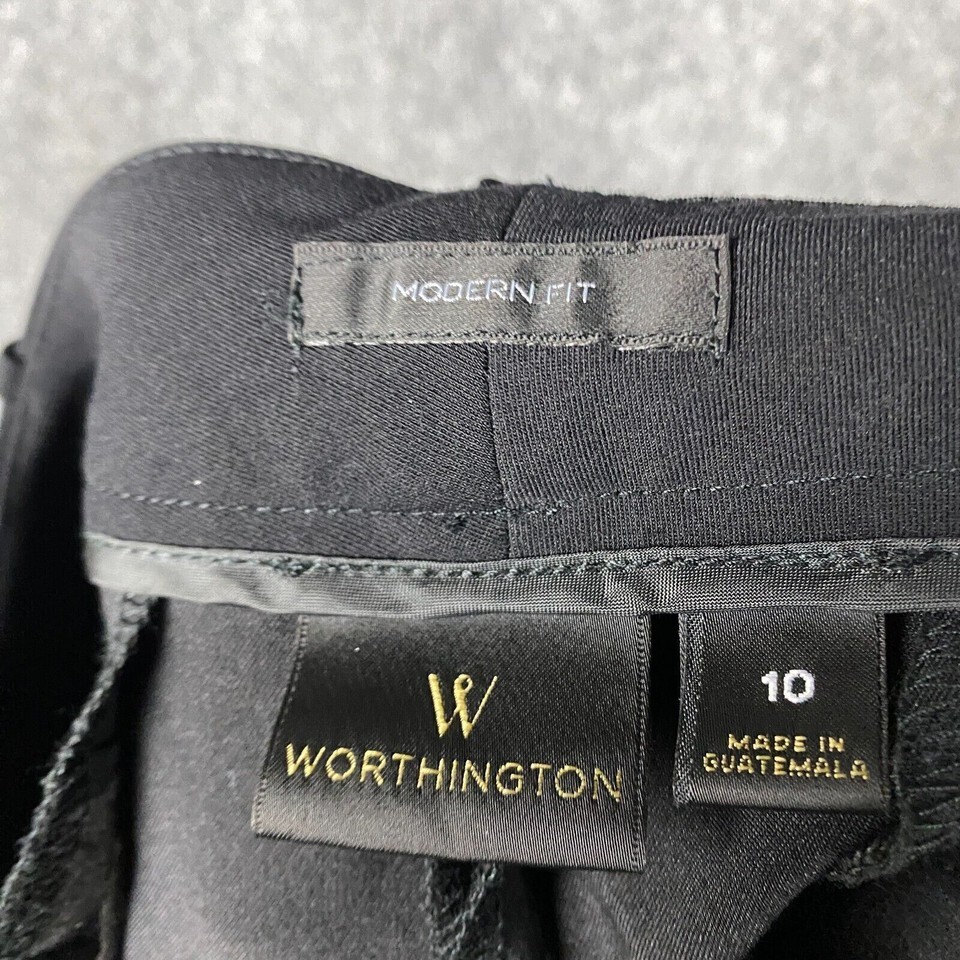 MODERN FIT
W
WORTHINGTON
10
MADE IN
GUATEMALA